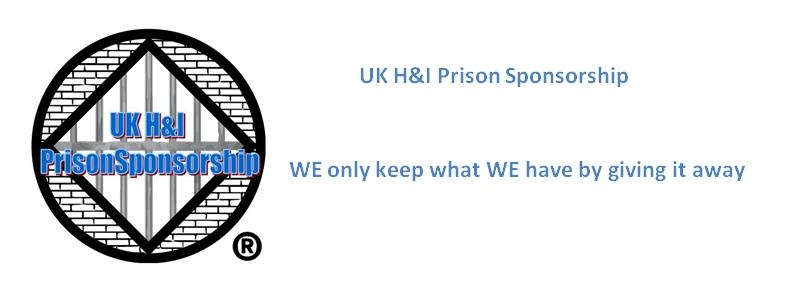 UK H&I
PrisonSponsorship
®
UK H&I Prison Sponsorship
WE only keep what WE have by giving it away